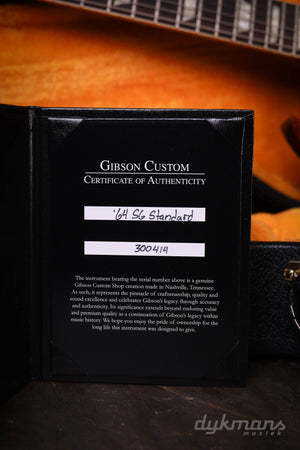 GIBSON CUSTOM
CERTIFICATE OF AUTHENTICITY
'64 SG Standard
300414
The instrument bearing the serial number above is a genuine
Gibson Custom Shop creation made in Nashville, Tennessee.
As such, it represents the pinnacle of craftsmanship, quality and
sound excellence and celebrates Gibson's legacy through accuracy
and authenticity. Its significance extends beyond enduring value
and premium quality as a continuation of Gibson's legacy within
music history. We hope you enjoy the pride of ownership for the
long life this instrument was designed to give.
dykmans
muziek